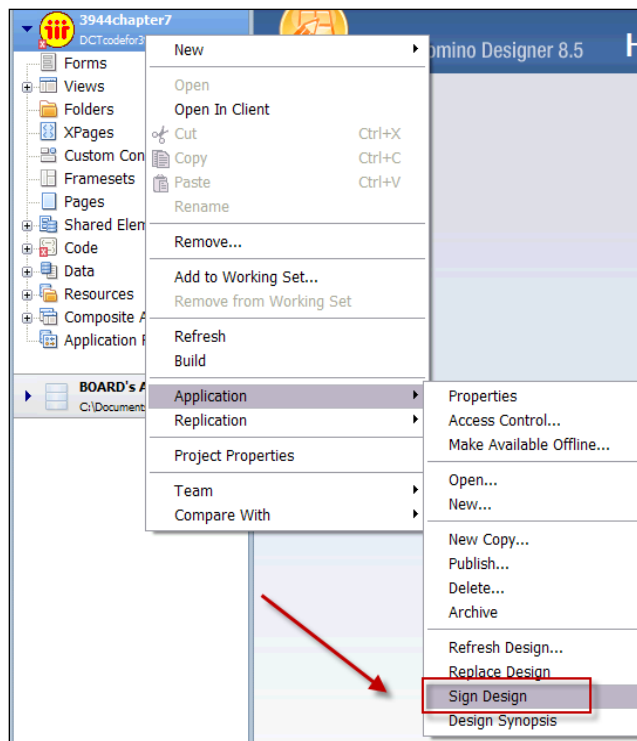 3944chapter7
DCTcodefor3
omino Designer 8.5
H
Forms
Views
Folders
XPages
Custom Con
Framesets
Pages
Shared Elem
Code
Data
Resources
Composite A
Application
BOARD's A
C:\Document
New
Open
Open In Client
Cut Ctrl+X
Copy Ctrl+C
Paste Ctrl+V
Rename
Remove...
Add to Working Set...
Remove from Working Set
Refresh
Build
Application
Replication
Project Properties
Team
Compare With
Properties
Access Control...
Make Available Offline...
Open...
New...
New Copy...
Publish...
Delete...
Archive
Refresh Design...
Replace Design
Sign Design
Design Synopsis